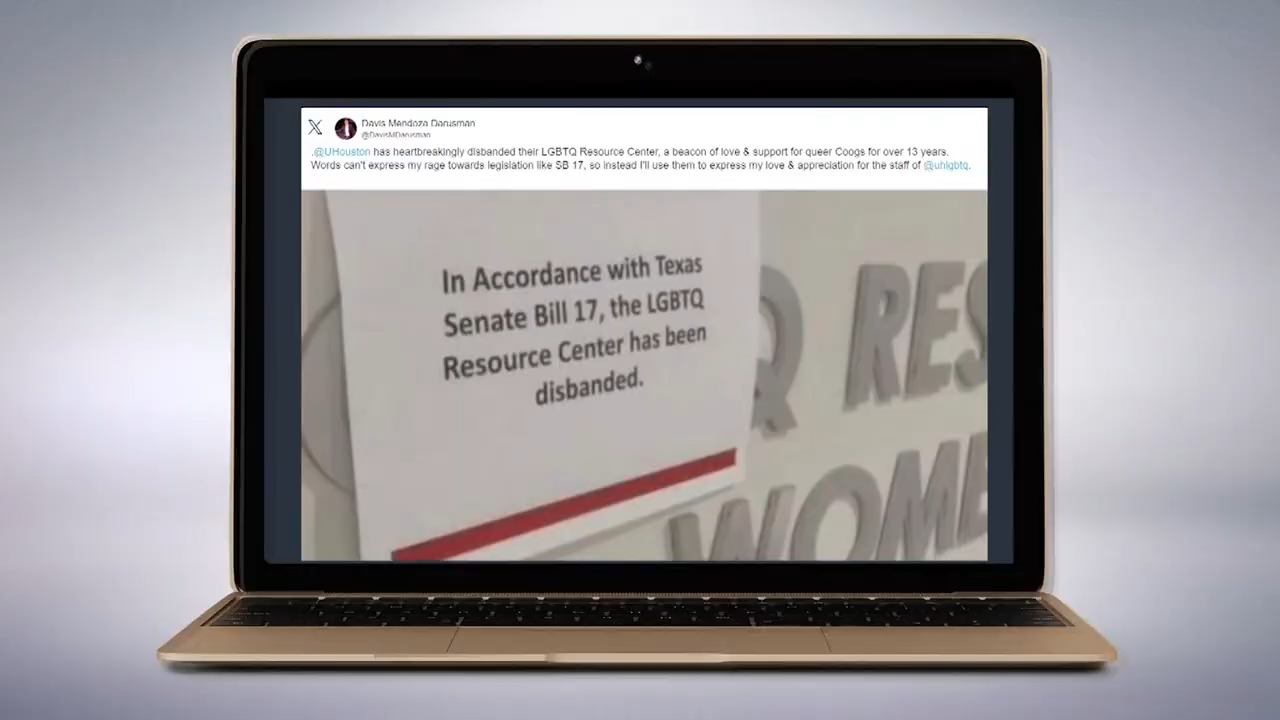 X
Davis Mendoza Darusman
@DavisMDarusman
.@UHouston has heartbreakingly disbanded their LGBTQ Resource Center, a beacon of love & support for queer Coogs for over 13 years.
Words can't express my rage towards legislation like SB 17, so instead I'll use them to express my love & appreciation for the staff of @uhlgbtq.
In Accordance with Texas
Senate Bill 17, the LGBTQ
Resource Center has been
disbanded.
Q RES
WOME